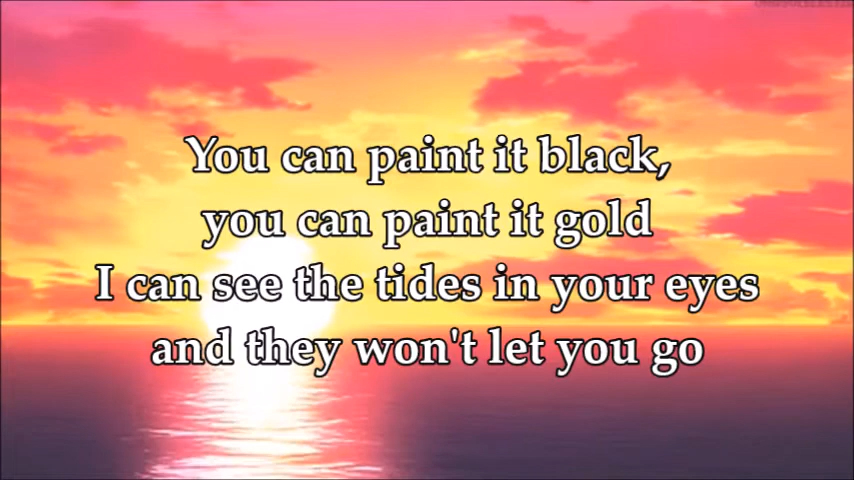 You can paint it black,
you can paint it gold
I can see the tides in your eyes
and they won't let you go